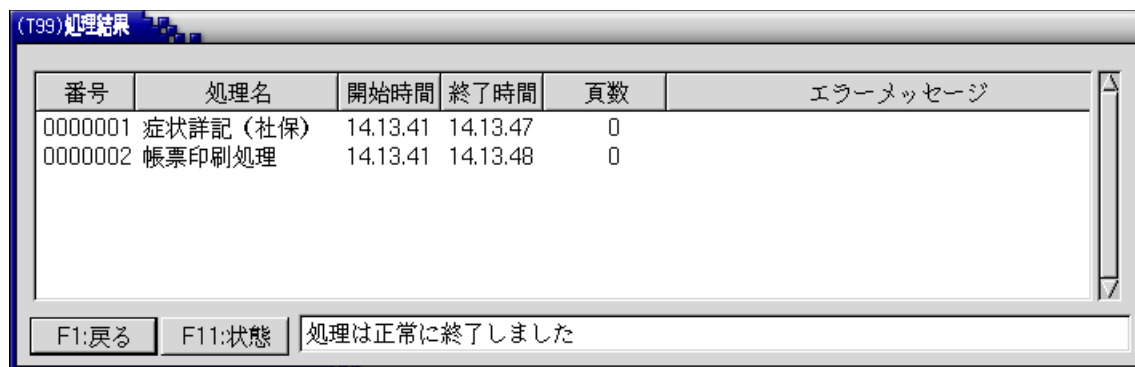 (T99)処理結果
番号 処理名 開始時間 終了時間 頁数 エラーメッセージ
0000001 症状詳記（社保） 14.13.41 14.13.47 0
0000002 帳票印刷処理 14.13.41 14.13.48 0
F1:戻る F11:状態 処理は正常に終了しました